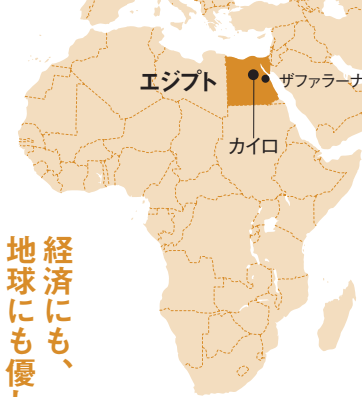 エジプト
ザファラーナ
カイロ
経済にも、
地球にも優し